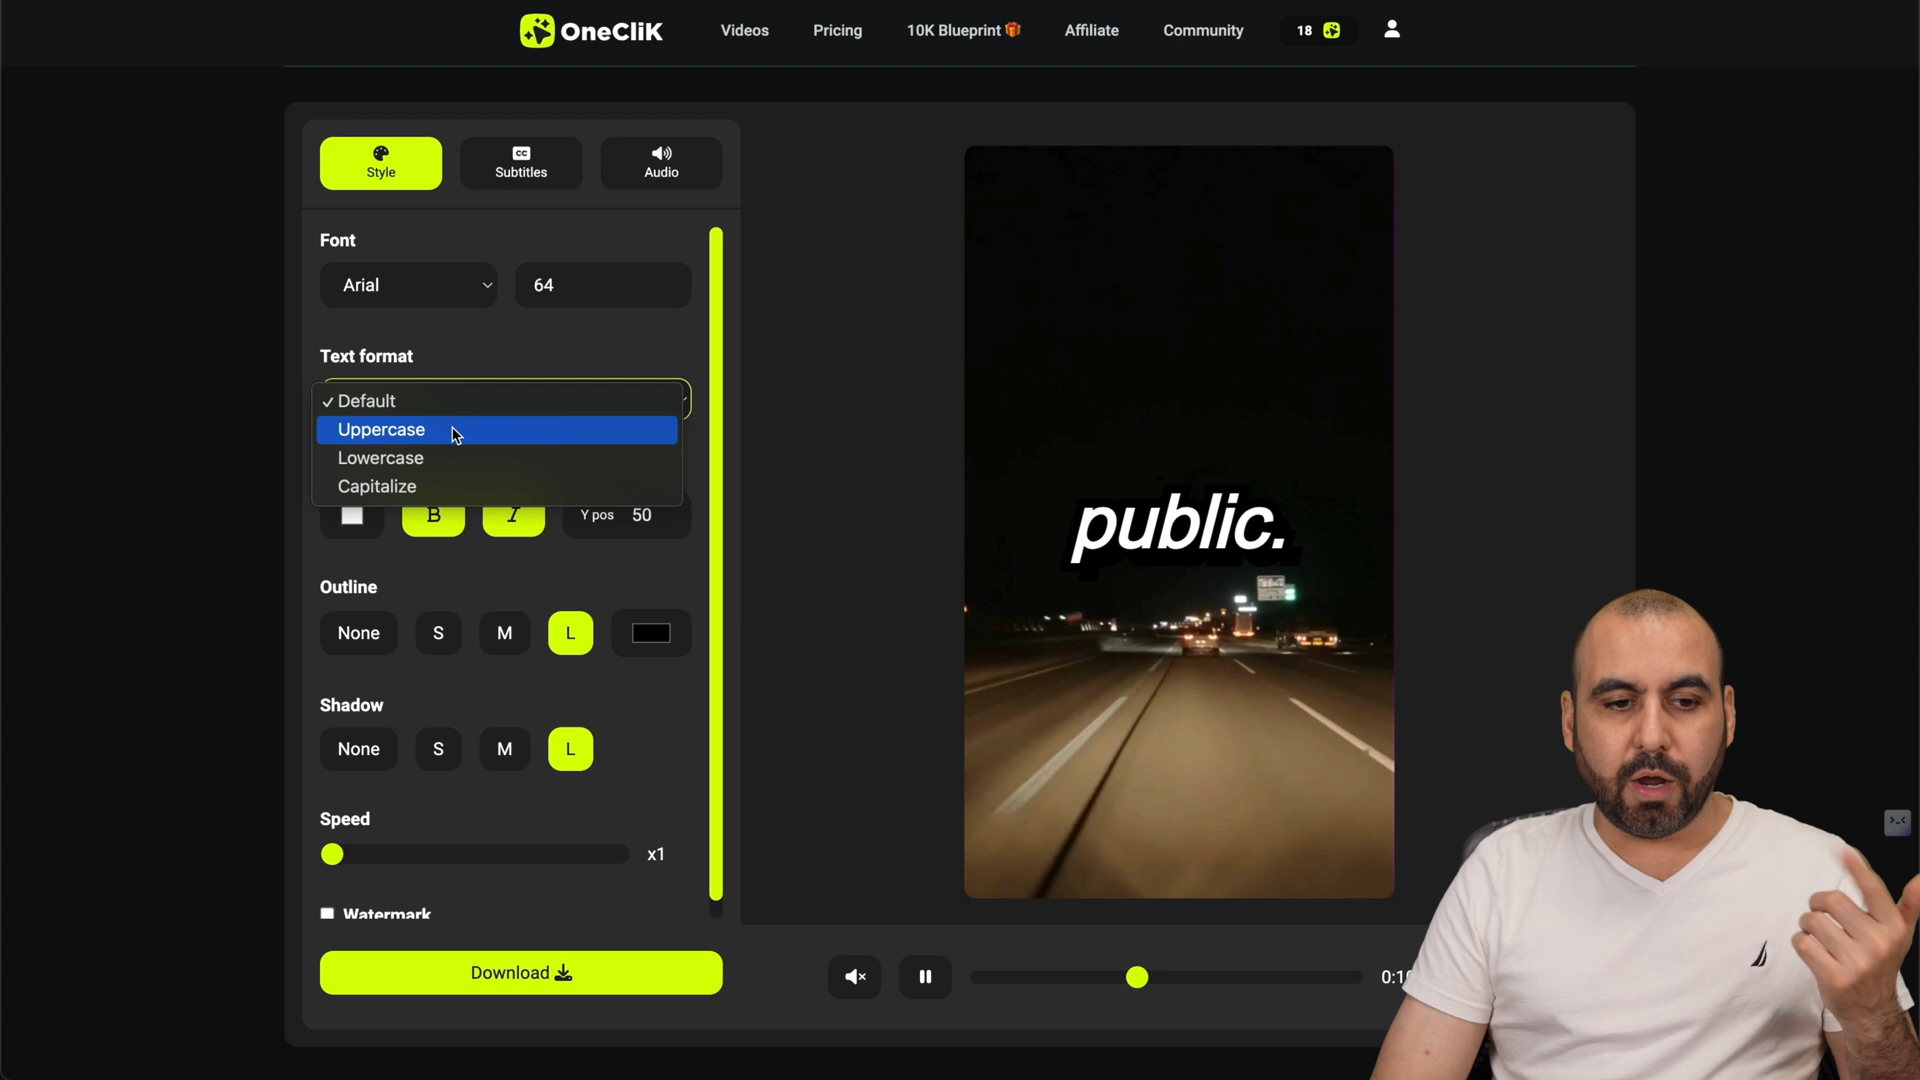 OneCliK
Videos
Pricing
10K Blueprint
Affiliate
Community
18
Style
CC
Subtitles
Audio
Font
Arial
64
Text format
✓ Default
Uppercase
Lowercase
Capitalize
B
I
Y pos 50
Outline
None
S
M
L
Shadow
None
S
M
L
Speed
x1
Watermark
Download
public.